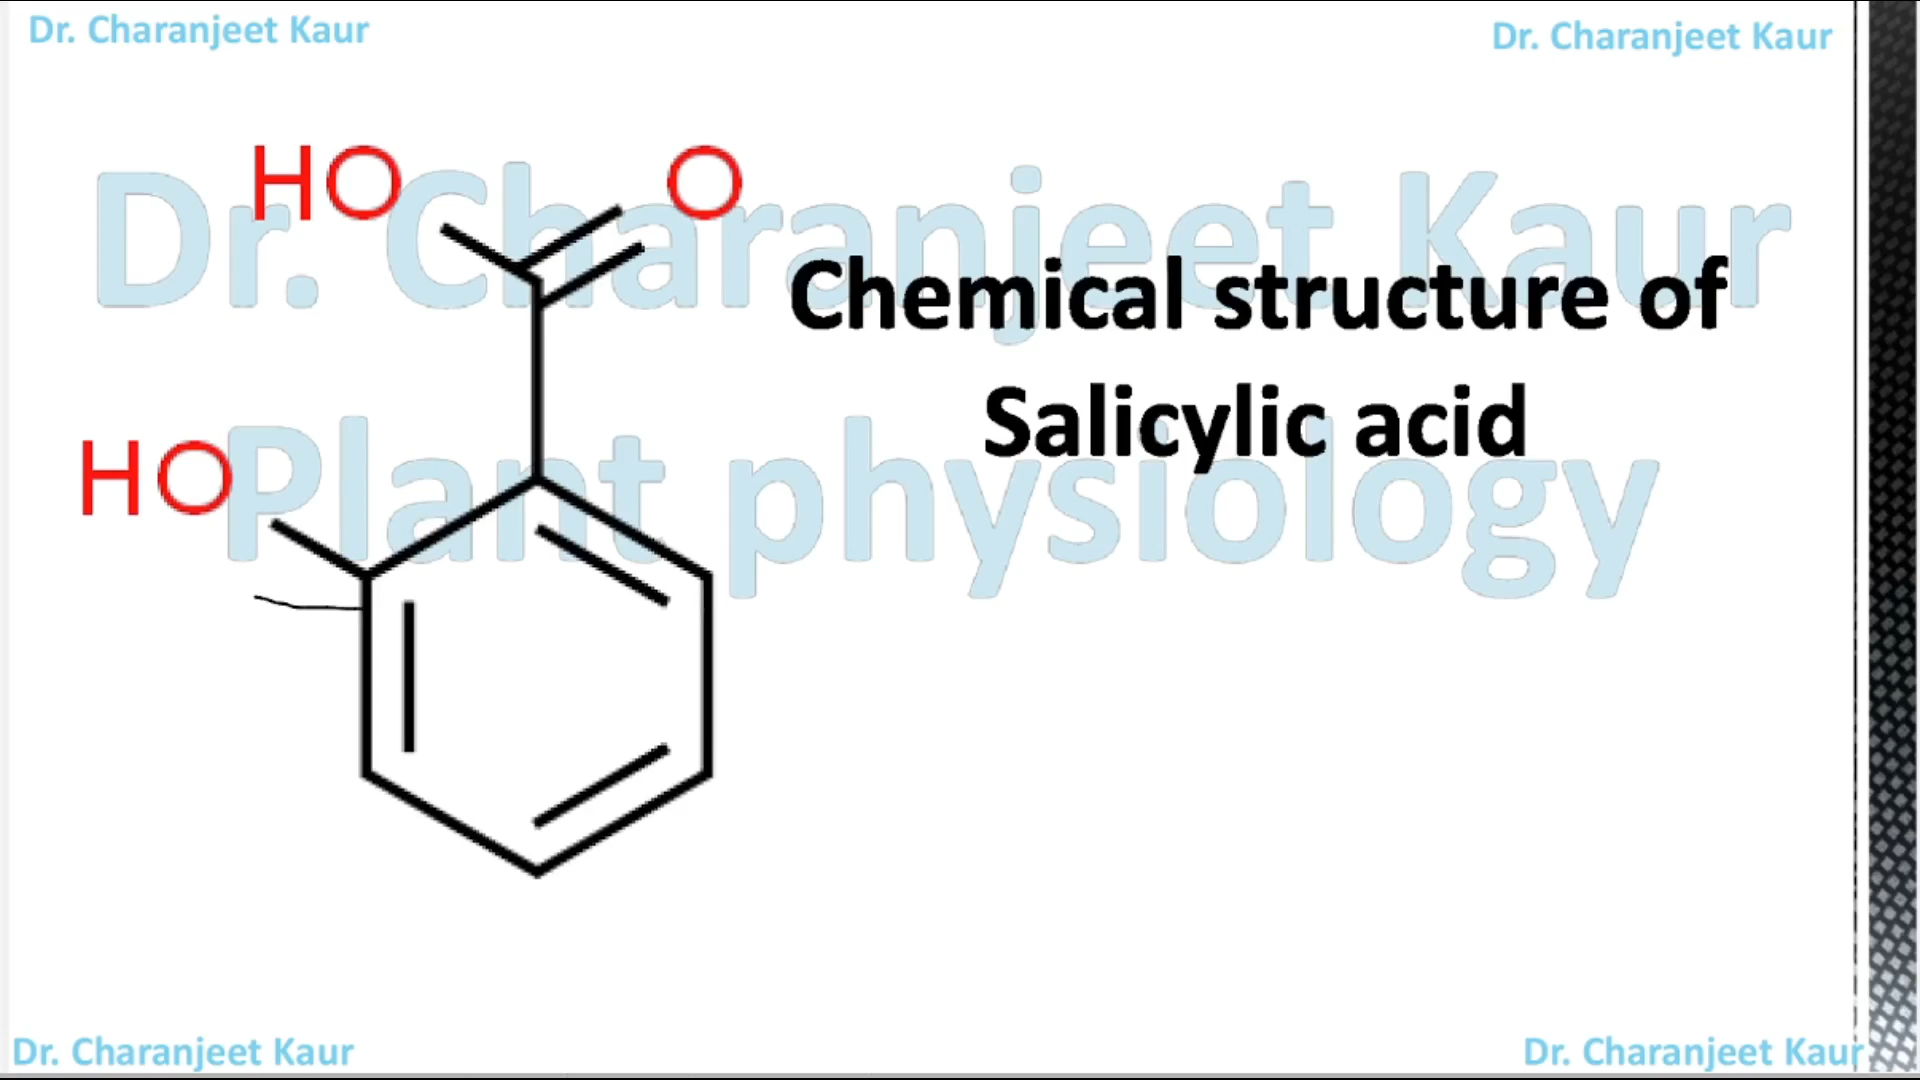 Dr. Charanjeet Kaur
Dr. Charanjeet Kaur
HO
O
Dr. Charanjeet Kaur
Chemical structure of
Salicylic acid
HO
Plant physiology
Dr. Charanjeet Kaur
Dr. Charanjeet Kaur